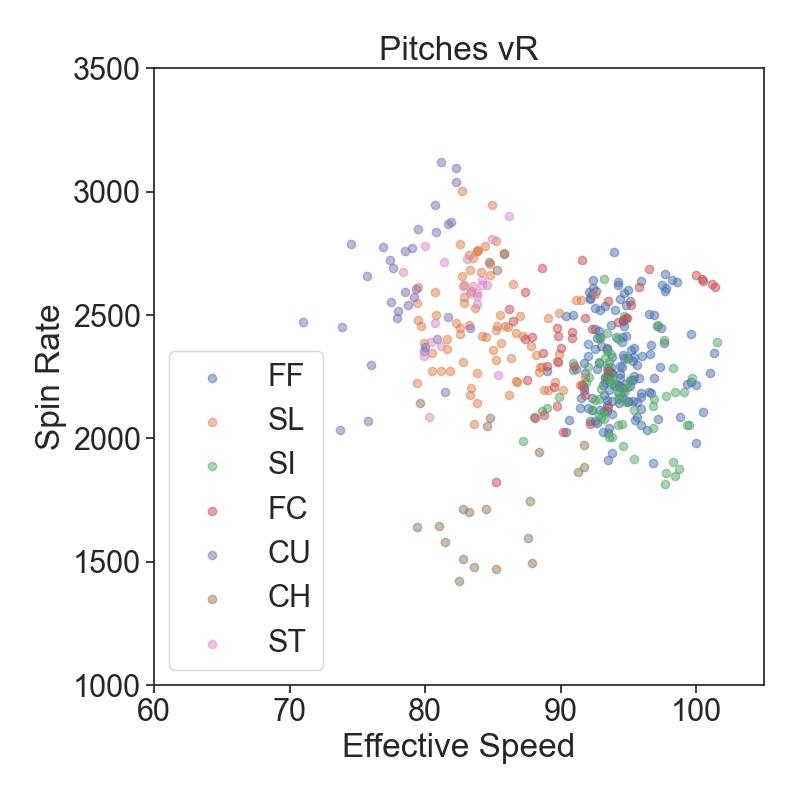 Pitches vR
3500
3000
2500
2000
1500
1000
Spin Rate
FF
SL
SI
FC
CU
CH
ST
60 70 80 90 100
Effective Speed